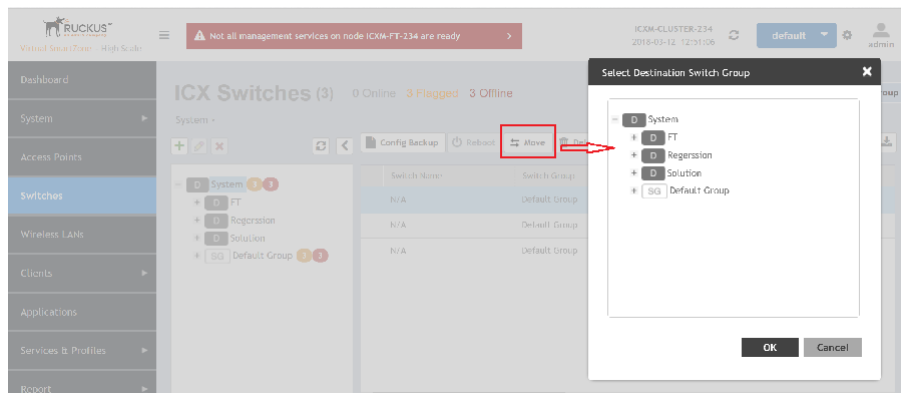 RUCKUS
Virtual SmartZone - High Scale
Not all management services on node ICXM-FT-234 are ready
ICXM-CLUSTER-234
2018-03-12 12:51:06
default
admin
Dashboard
System
Access Points
Switches
Wireless LANs
Clients
Applications
Services & Profiles
Report
ICX Switches (3) 0 Online 3 Flagged 3 Offline
System
Config Backup Reboot Move
D System
D FT
D Regerssion
D Solution
SG Default Group
Switch Name Switch Group
N/A Default Group
N/A Default Group
N/A Default Group
Select Destination Switch Group
D System
D FT
D Regerssion
D Solution
SG Default Group
OK Cancel
oup